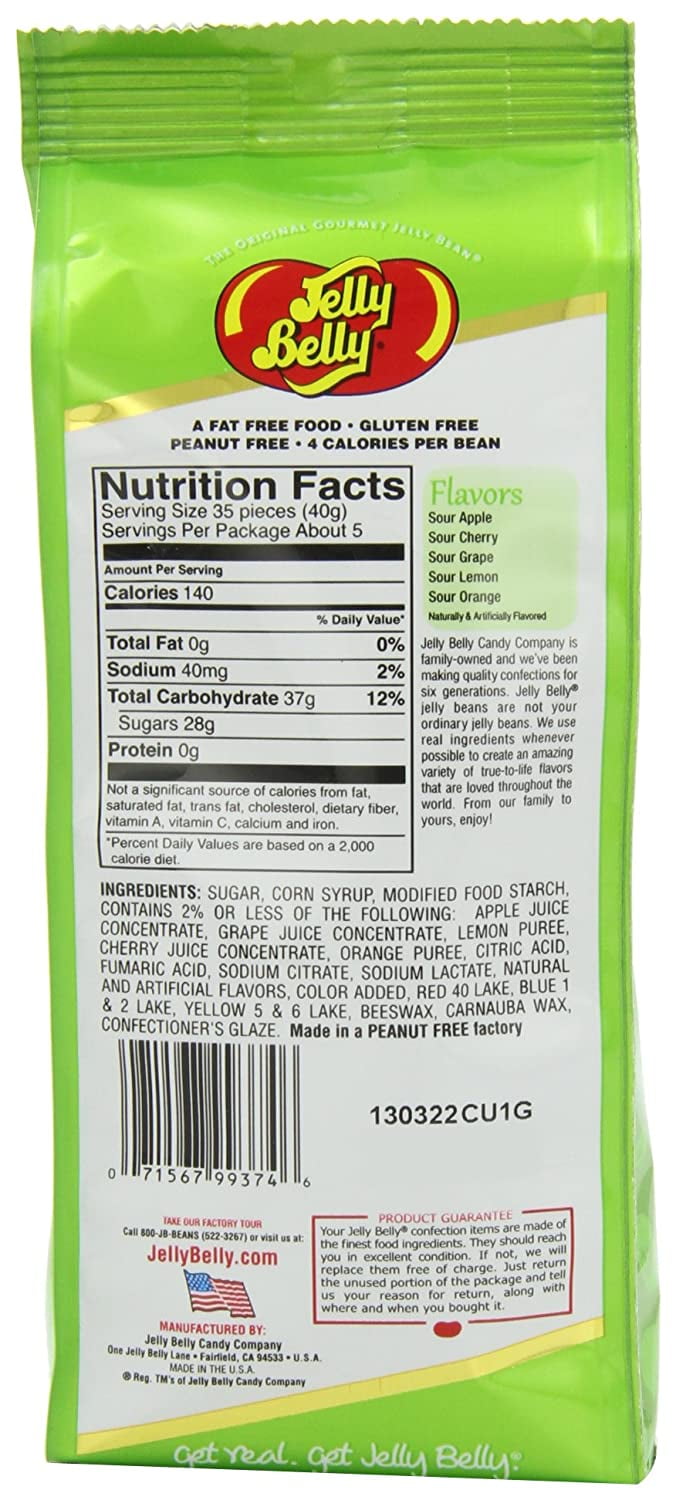 THE ORIGINAL GOURMET JELLY BEAN®
Jelly
Belly®
A FAT FREE FOOD • GLUTEN FREE
PEANUT FREE • 4 CALORIES PER BEAN
Nutrition Facts
Serving Size 35 pieces (40g)
Servings Per Package About 5
Amount Per Serving
Calories 140
% Daily Value*
Total Fat 0g 0%
Sodium 40mg 2%
Total Carbohydrate 37g 12%
Sugars 28g
Protein 0g
Not a significant source of calories from fat,
saturated fat, trans fat, cholesterol, dietary fiber,
vitamin A, vitamin C, calcium and iron.
*Percent Daily Values are based on a 2,000
calorie diet.
Flavors
Sour Apple
Sour Cherry
Sour Grape
Sour Lemon
Sour Orange
Naturally & Artificially Flavored
Jelly Belly Candy Company is
family-owned and we've been
making quality confections for
six generations. Jelly Belly®
jelly beans are not your
ordinary jelly beans. We use
real ingredients whenever
possible to create an amazing
variety of true-to-life flavors
that are loved throughout the
world. From our family to
yours, enjoy!
INGREDIENTS: SUGAR, CORN SYRUP, MODIFIED FOOD STARCH,
CONTAINS 2% OR LESS OF THE FOLLOWING: APPLE JUICE
CONCENTRATE, GRAPE JUICE CONCENTRATE, LEMON PUREE,
CHERRY JUICE CONCENTRATE, ORANGE PUREE, CITRIC ACID,
FUMARIC ACID, SODIUM CITRATE, SODIUM LACTATE, NATURAL
AND ARTIFICIAL FLAVORS, COLOR ADDED, RED 40 LAKE, BLUE 1
& 2 LAKE, YELLOW 5 & 6 LAKE, BEESWAX, CARNAUBA WAX,
CONFECTIONER'S GLAZE. Made in a PEANUT FREE factory
130322CU1G
0 71567 99374 6
TAKE OUR FACTORY TOUR
Call 800-JB-BEANS (522-3267) or visit us at:
JellyBelly.com
MANUFACTURED BY:
Jelly Belly Candy Company
One Jelly Belly Lane • Fairfield, CA 94533 • U.S.A.
MADE IN THE U.S.A.
® Reg. TM's of Jelly Belly Candy Company
PRODUCT GUARANTEE
Your Jelly Belly® confection items are made of
the finest food ingredients. They should reach
you in excellent condition. If not, we will
replace them free of charge. Just return
the unused portion of the package and tell
us your reason for return, along with
where and when you bought it.
Get real. Get Jelly Belly®